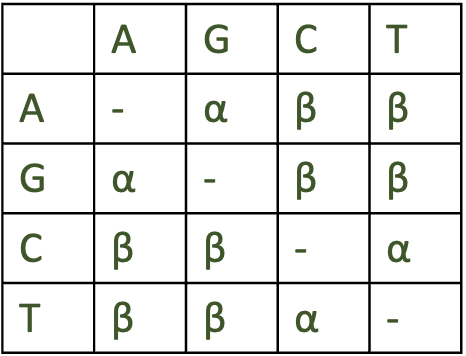 A G C T
A - α β β
G α - β β
C β β - α
T β β α -